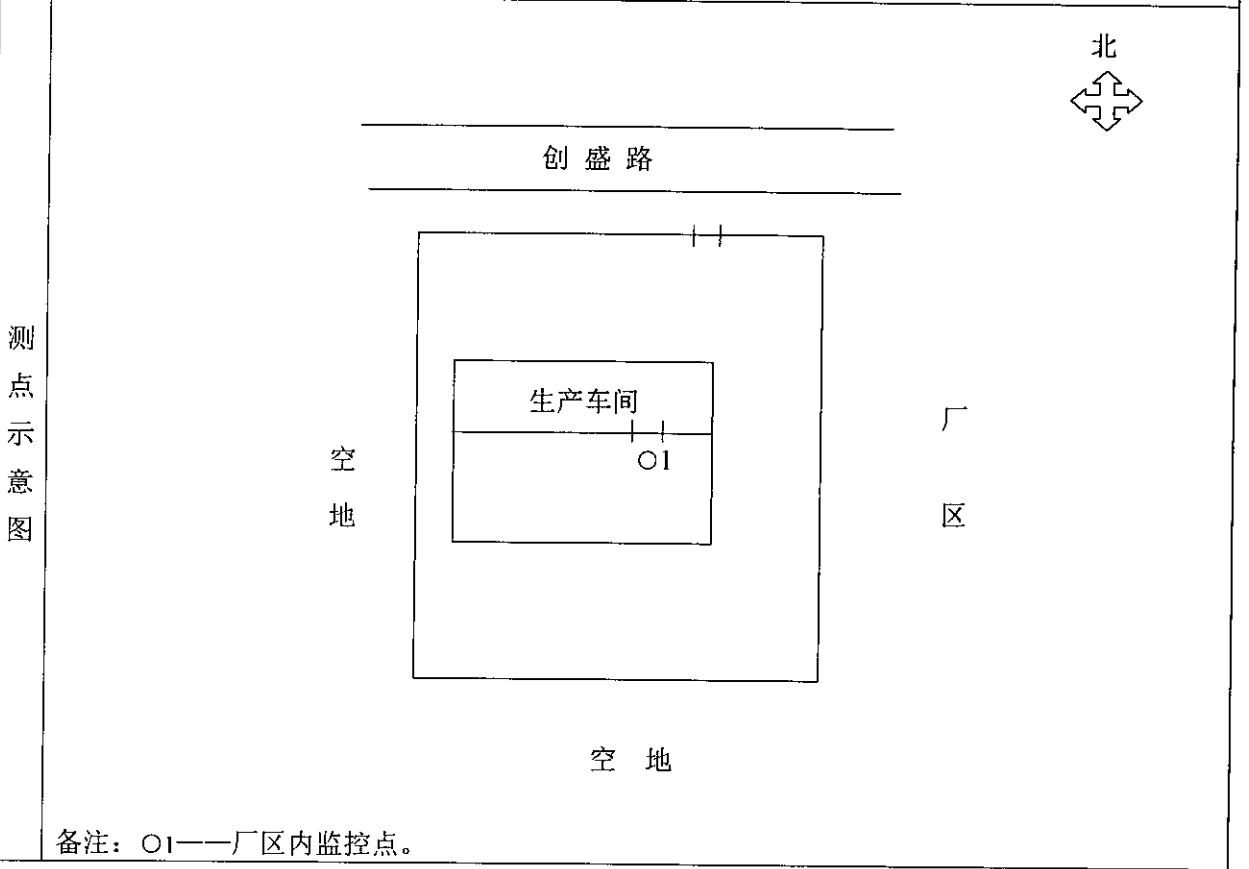 北
创盛路
测点示意图
生产车间
○1
空地
厂区
空地
备注：○1——厂区内监控点。